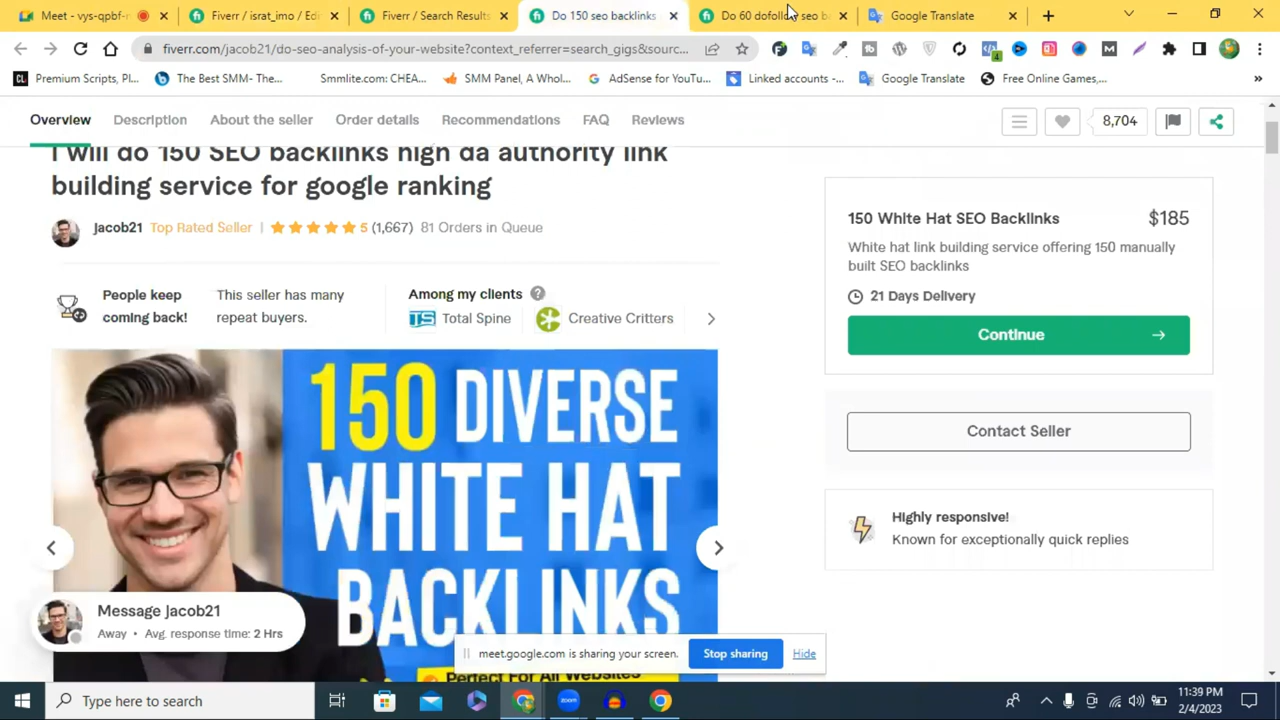 Meet - vys-qpbf-r
Fiverr / israt_imo / Edi
Fiverr / Search Results
Do 150 seo backlinks
Do 60 dofollow seo b
Google Translate
fiverr.com/jacob21/do-seo-analysis-of-your-website?context_referrer=search_gigs&sourc...
4
Premium Scripts, Pl...
The Best SMM- The...
Smmlite.com: CHEA...
SMM Panel, A Whol...
AdSense for YouTu...
Linked accounts -...
Google Translate
Free Online Games,...
»
Overview
Description
About the seller
Order details
Recommendations
FAQ
Reviews
8,704
I will do 150 SEO backlinks high da authority link
building service for google ranking
Jacob21 Top Rated Seller | 5 (1,667) 81 Orders in Queue
People keep
coming back!
This seller has many
repeat buyers.
Among my clients
TS Total Spine
Creative Critters
150 DIVERSE
WHITE HAT
BACKLINKS
Perfect For All Websites
150 White Hat SEO Backlinks $185
White hat link building service offering 150 manually
built SEO backlinks
21 Days Delivery
Continue
Contact Seller
Highly responsive!
Known for exceptionally quick replies
Message Jacob21
Away • Avg. response time: 2 Hrs
meet.google.com is sharing your screen.
Stop sharing
Hide
Type here to search
11:39 PM
2/4/2023